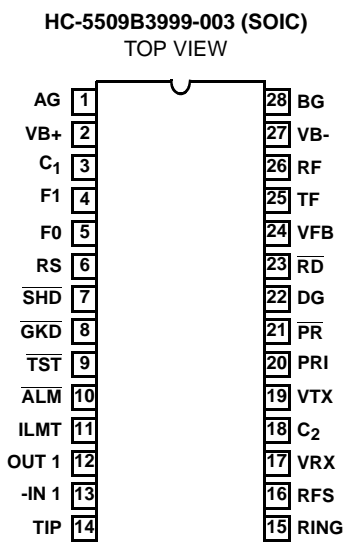 HC-5509B3999-003 (SOIC)
TOP VIEW
AG 1 28 BG
VB+ 2 27 VB-
C1 3 26 RF
F1 4 25 TF
F0 5 24 VFB
RS 6 23 RD
SHD 7 22 DG
GKD 8 21 PR
TST 9 20 PRI
ALM 10 19 VTX
ILMT 11 18 C2
OUT 1 12 17 VRX
-IN 1 13 16 RFS
TIP 14 15 RING